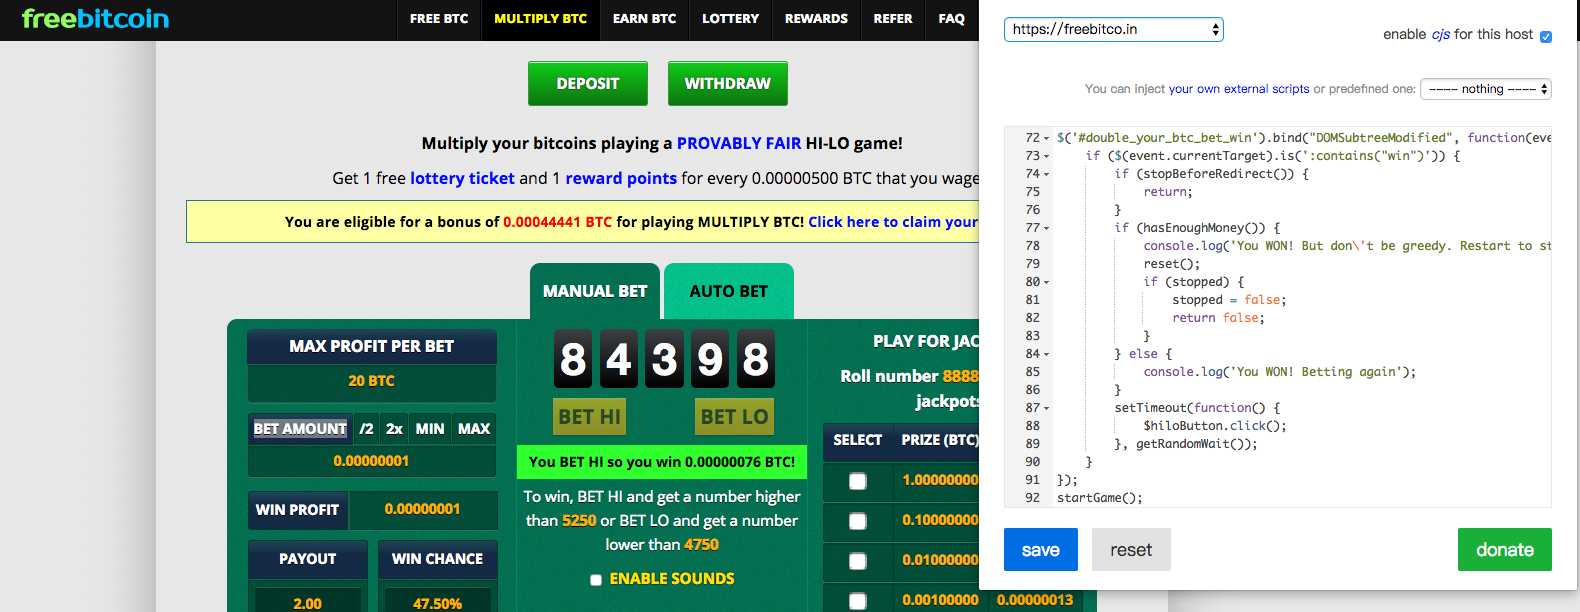 freebitcoin
FREE BTC
MULTIPLY BTC
EARN BTC
LOTTERY
REWARDS
REFER
FAQ
DEPOSIT
WITHDRAW
Multiply your bitcoins playing a PROVABLY FAIR HI-LO game!
Get 1 free lottery ticket and 1 reward points for every 0.00000500 BTC that you wage
You are eligible for a bonus of 0.00044441 BTC for playing MULTIPLY BTC! Click here to claim your
MANUAL BET
AUTO BET
MAX PROFIT PER BET
20 BTC
BET AMOUNT /2 2x MIN MAX
0.00000001
WIN PROFIT 0.00000001
PAYOUT
2.00
WIN CHANCE
47.50%
8 4 3 9 8
BET HI
BET LO
You BET HI so you win 0.00000076 BTC!
To win, BET HI and get a number higher
than 5250 or BET LO and get a number
lower than 4750
ENABLE SOUNDS
PLAY FOR JAC
Roll number 8888
jackpots
SELECT PRIZE (BTC)
1.00000000
0.10000000
0.01000000
0.00100000 0.00000013
https://freebitco.in
enable cjs for this host
You can inject your own external scripts or predefined one: ---- nothing ----
72 $('#double_your_btc_bet_win').bind("DOMSubtreeModified", function(eve
73 if ($(event.currentTarget).is(':contains("win")')) {
74 if (stopBeforeRedirect()) {
75 return;
76 }
77 if (hasEnoughMoney()) {
78 console.log('You WON! But don\'t be greedy. Restart to st
79 reset();
80 if (stopped) {
81 stopped = false;
82 return false;
83 }
84 } else {
85 console.log('You WON! Betting again');
86 }
87 setTimeout(function() {
88 $hiloButton.click();
89 }, getRandomWait());
90 }
91 });
92 startGame();
save
reset
donate